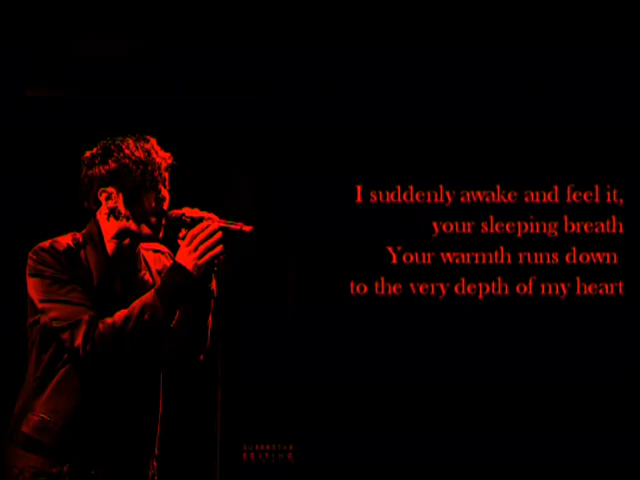 I suddenly awake and feel it,
your sleeping breath
Your warmth runs down
to the very depth of my heart